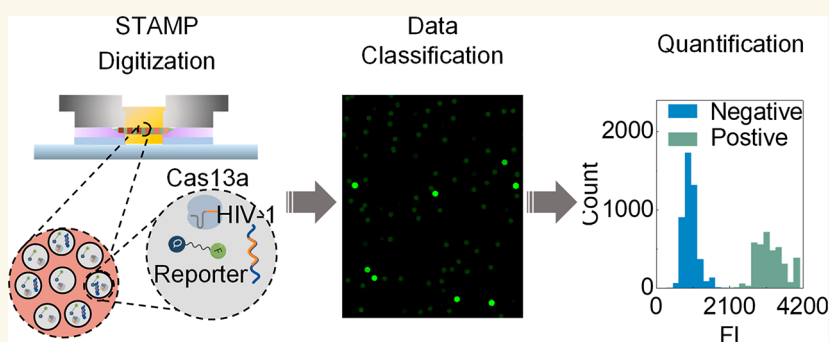 STAMP
Digitization
Data
Classification
Quantification
Cas13a
HIV-1
Q
F
Reporter
Negative
Postive
2000
1000
0
Count
0
2100
4200
FI